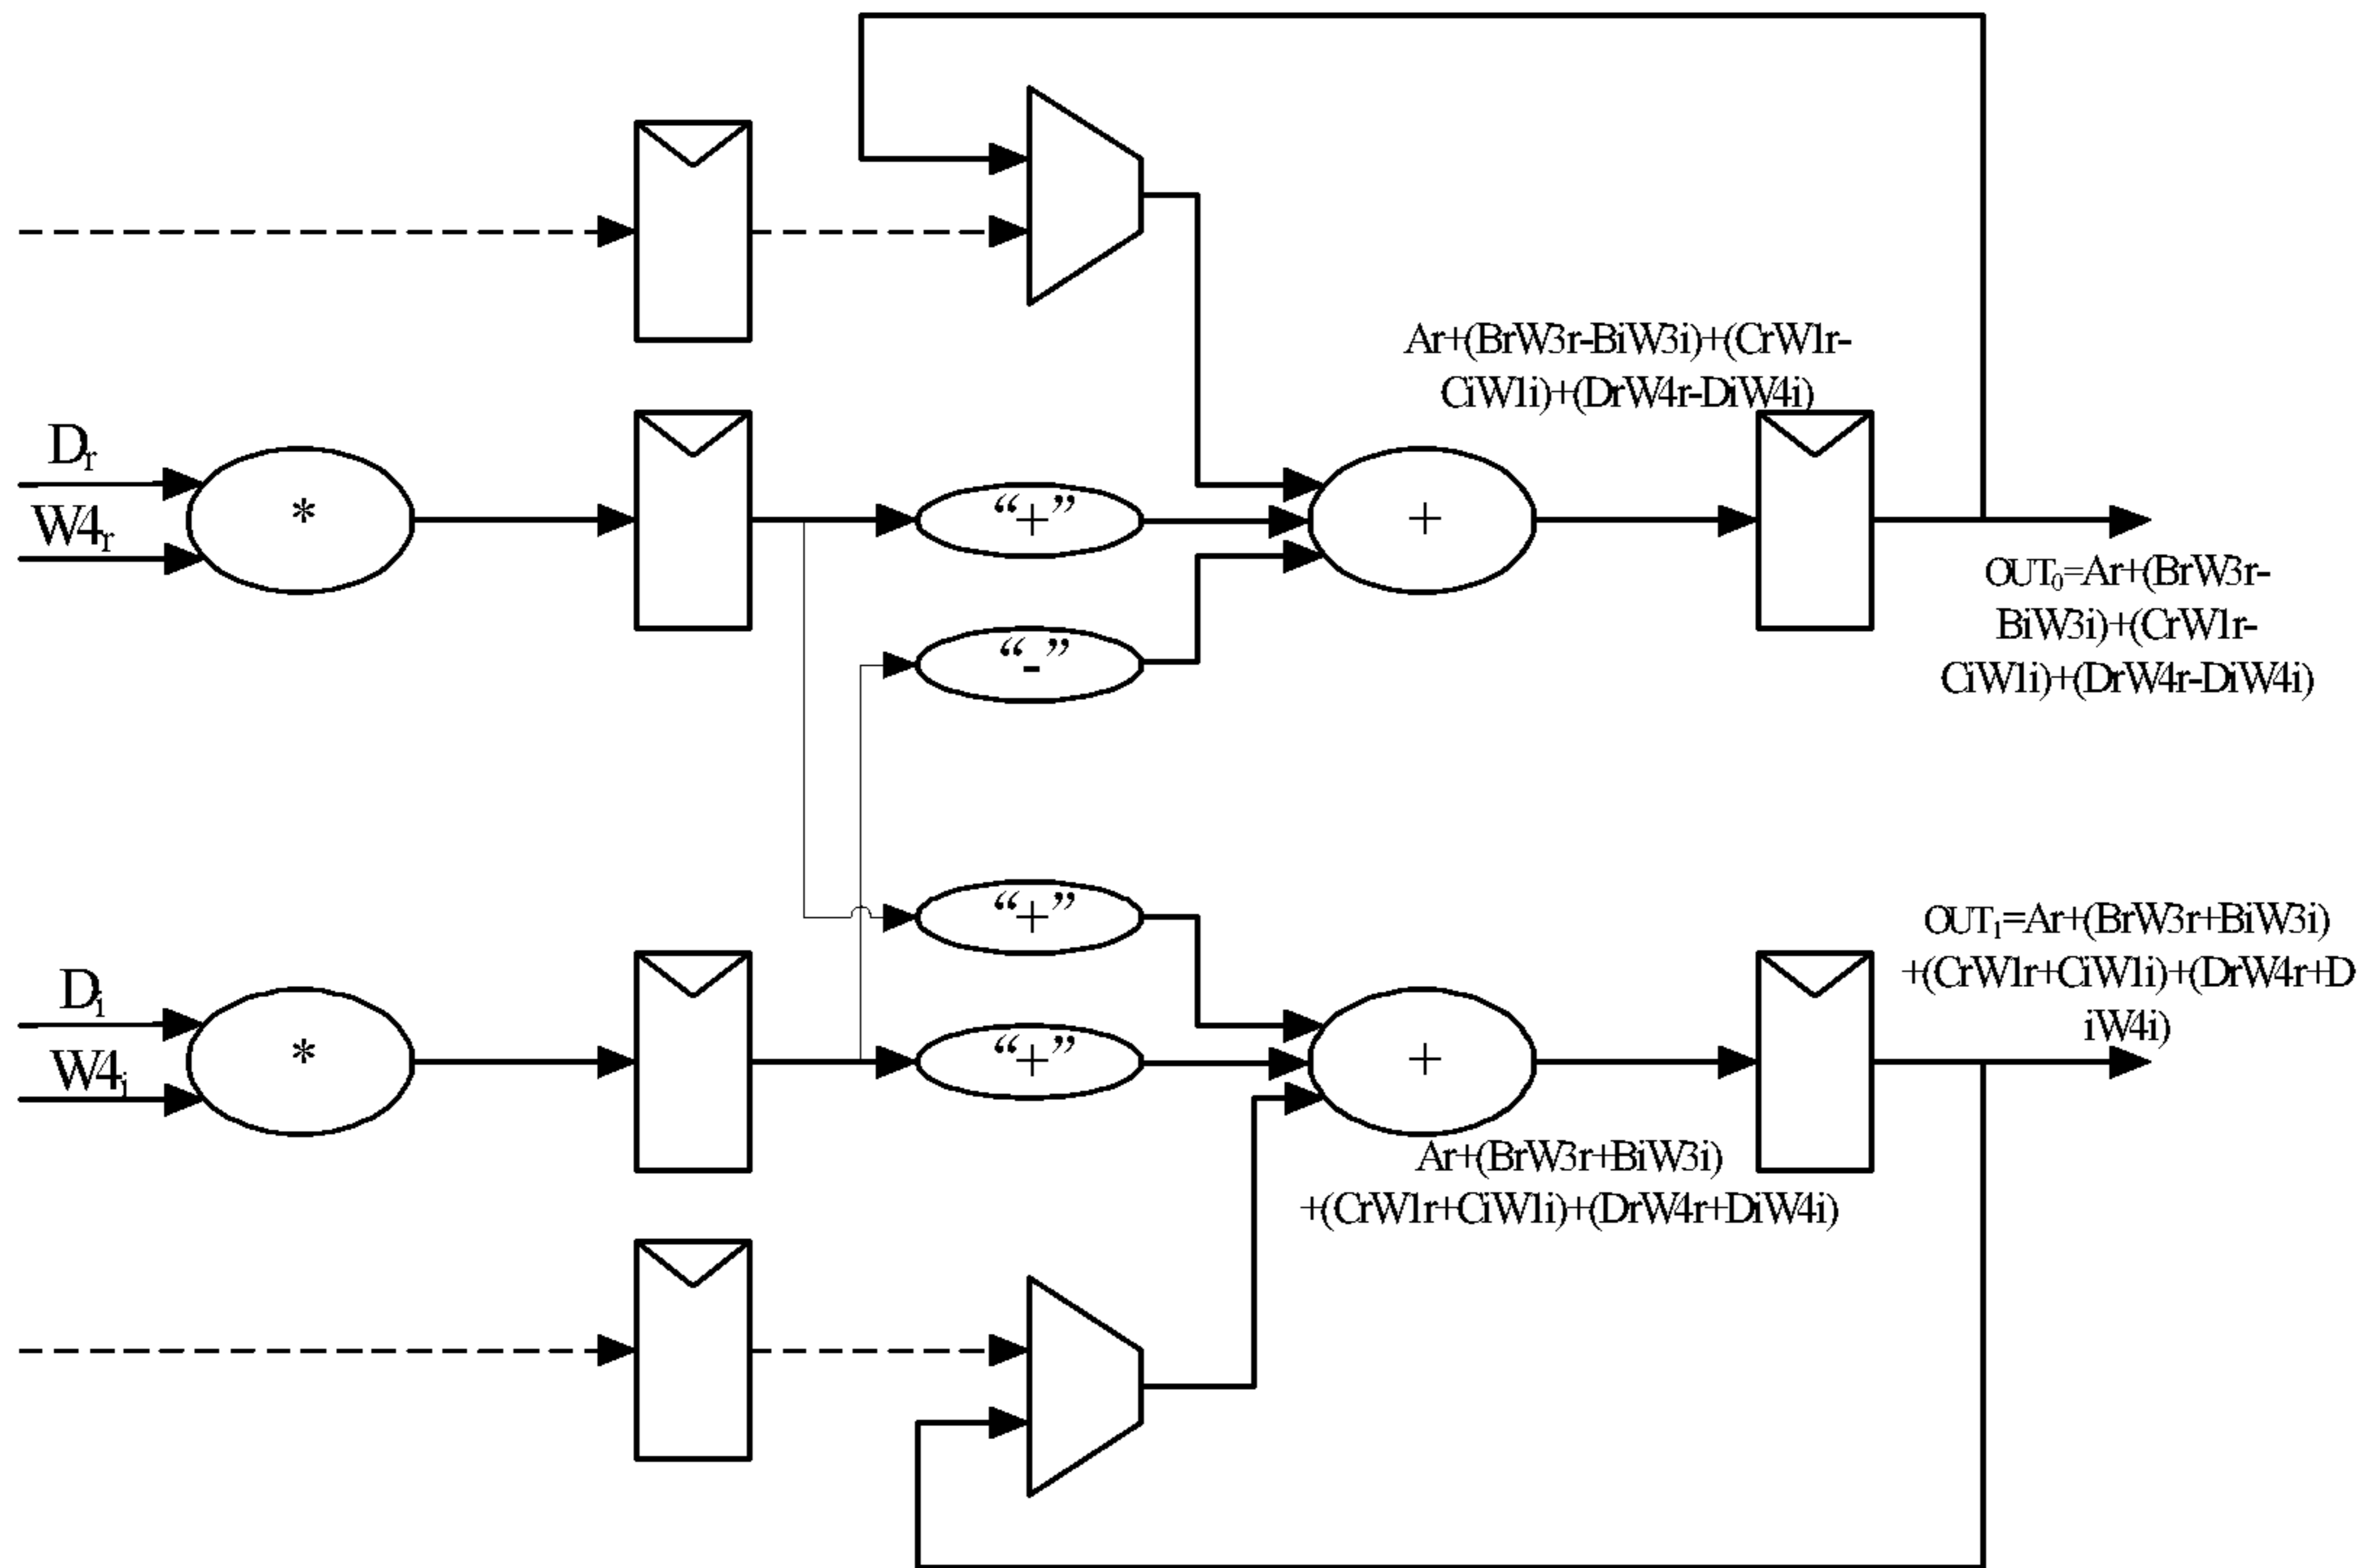 Ar+(BrW3r-BiW3i)+(CrW1r-
CiW1i)+(DrW4r-DiW4i)
Dr
W4r
*
“+”
+
OUT0=Ar+(BrW3r-
BiW3i)+(CrW1r-
CiW1i)+(DrW4r-DiW4i)
“-”
“+”
OUT1=Ar+(BrW3r+BiW3i)
+(CrW1r+CiW1i)+(DrW4r+D
iW4i)
Di
W4i
*
“+”
+
Ar+(BrW3r+BiW3i)
+(CrW1r+CiW1i)+(DrW4r+DiW4i)